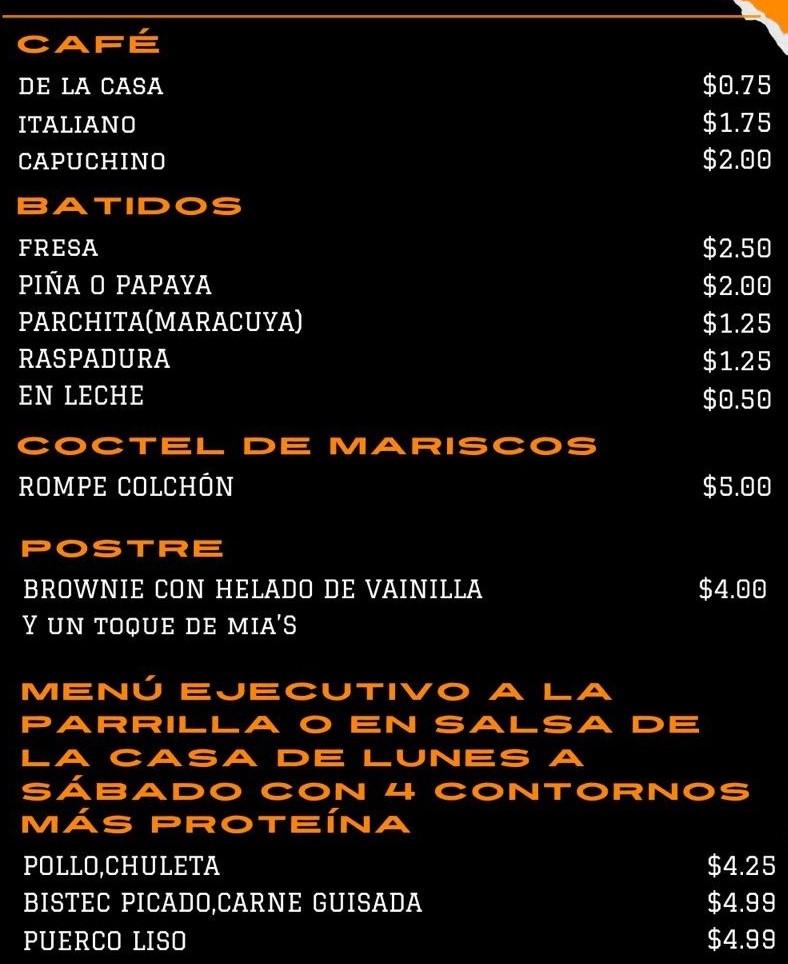 CAFÉ
DE LA CASA $0.75
ITALIANO $1.75
CAPUCHINO $2.00
BATIDOS
FRESA $2.50
PIÑA O PAPAYA $2.00
PARCHITA(MARACUYA) $1.25
RASPADURA $1.25
EN LECHE $0.50
COCTEL DE MARISCOS
ROMPE COLCHÓN $5.00
POSTRE
BROWNIE CON HELADO DE VAINILLA $4.00
Y UN TOQUE DE MIA'S
MENÚ EJECUTIVO A LA
PARRILLA O EN SALSA DE
LA CASA DE LUNES A
SÁBADO CON 4 CONTORNOS
MÁS PROTEÍNA
POLLO,CHULETA $4.25
BISTEC PICADO,CARNE GUISADA $4.99
PUERCO LISO $4.99